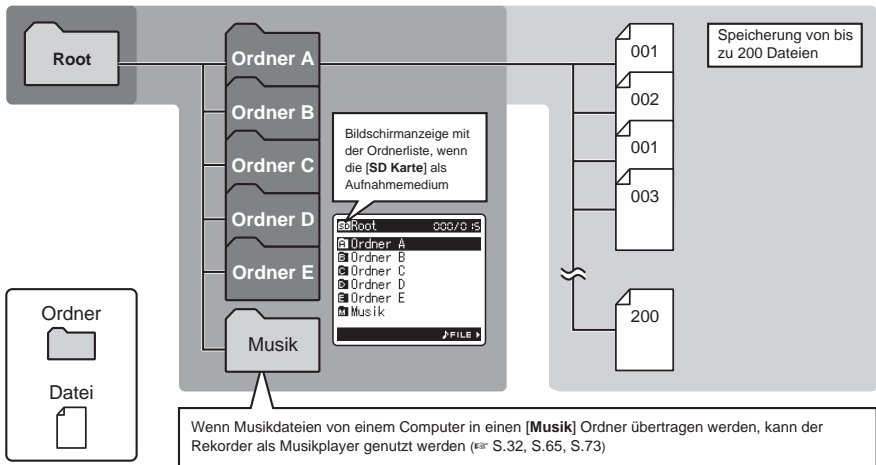 Root
Ordner A
Ordner B
Ordner C
Ordner D
Ordner E
Musik
001
002
001
003
200
Speicherung von bis
zu 200 Dateien
Bildschirmanzeige mit
der Ordnerliste, wenn
die [SD Karte] als
Aufnahmemedium
SD Root 000/015
A Ordner A
B Ordner B
C Ordner C
D Ordner D
E Ordner E
M Musik
♪FILE ▶
Ordner
Datei
Wenn Musikdateien von einem Computer in einen [Musik] Ordner übertragen werden, kann der
Rekorder als Musikplayer genutzt werden (☞ S.32, S.65, S.73)